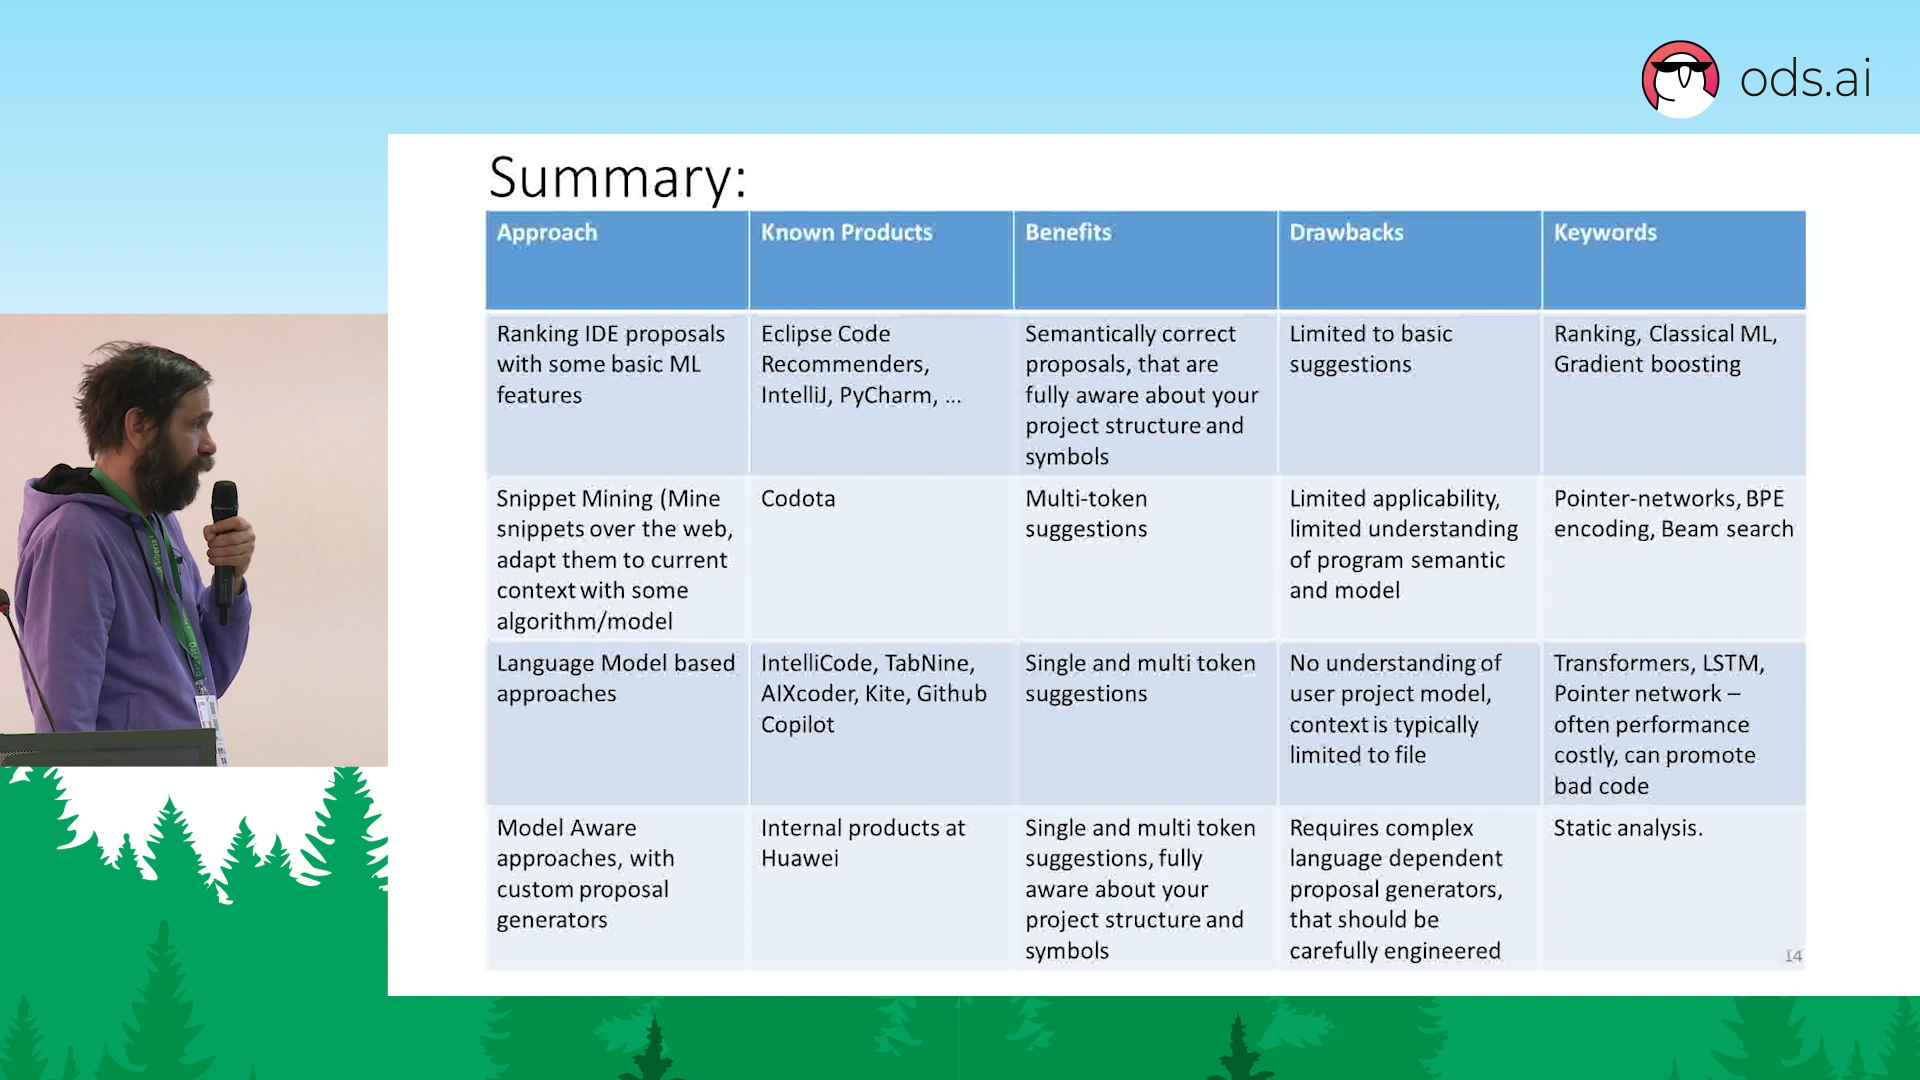 ods.ai
Summary:
Approach
Known Products
Benefits
Drawbacks
Keywords
Ranking IDE proposals
with some basic ML
features
Eclipse Code
Recommenders,
IntelliJ, PyCharm, ...
Semantically correct
proposals, that are
fully aware about your
project structure and
symbols
Limited to basic
suggestions
Ranking, Classical ML,
Gradient boosting
Snippet Mining (Mine
snippets over the web,
adapt them to current
context with some
algorithm/model
Codota
Multi-token
suggestions
Limited applicability,
limited understanding
of program semantic
and model
Pointer-networks, BPE
encoding, Beam search
Language Model based
approaches
IntelliCode, TabNine,
AIXcoder, Kite, Github
Copilot
Single and multi token
suggestions
No understanding of
user project model,
context is typically
limited to file
Transformers, LSTM,
Pointer network –
often performance
costly, can promote
bad code
Model Aware
approaches, with
custom proposal
generators
Internal products at
Huawei
Single and multi token
suggestions, fully
aware about your
project structure and
symbols
Requires complex
language dependent
proposal generators,
that should be
carefully engineered
Static analysis.
14